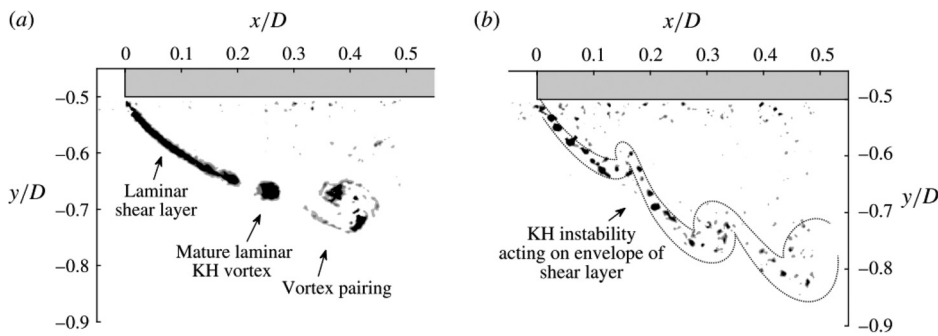 (a)
x/D
0 0.1 0.2 0.3 0.4 0.5
–0.5
–0.6
–0.7
–0.8
–0.9
y/D
Laminar
shear layer
Mature laminar
KH vortex
Vortex pairing
(b)
x/D
0 0.1 0.2 0.3 0.4 0.5
–0.5
–0.6
–0.7
–0.8
–0.9
y/D
KH instability
acting on envelope of
shear layer